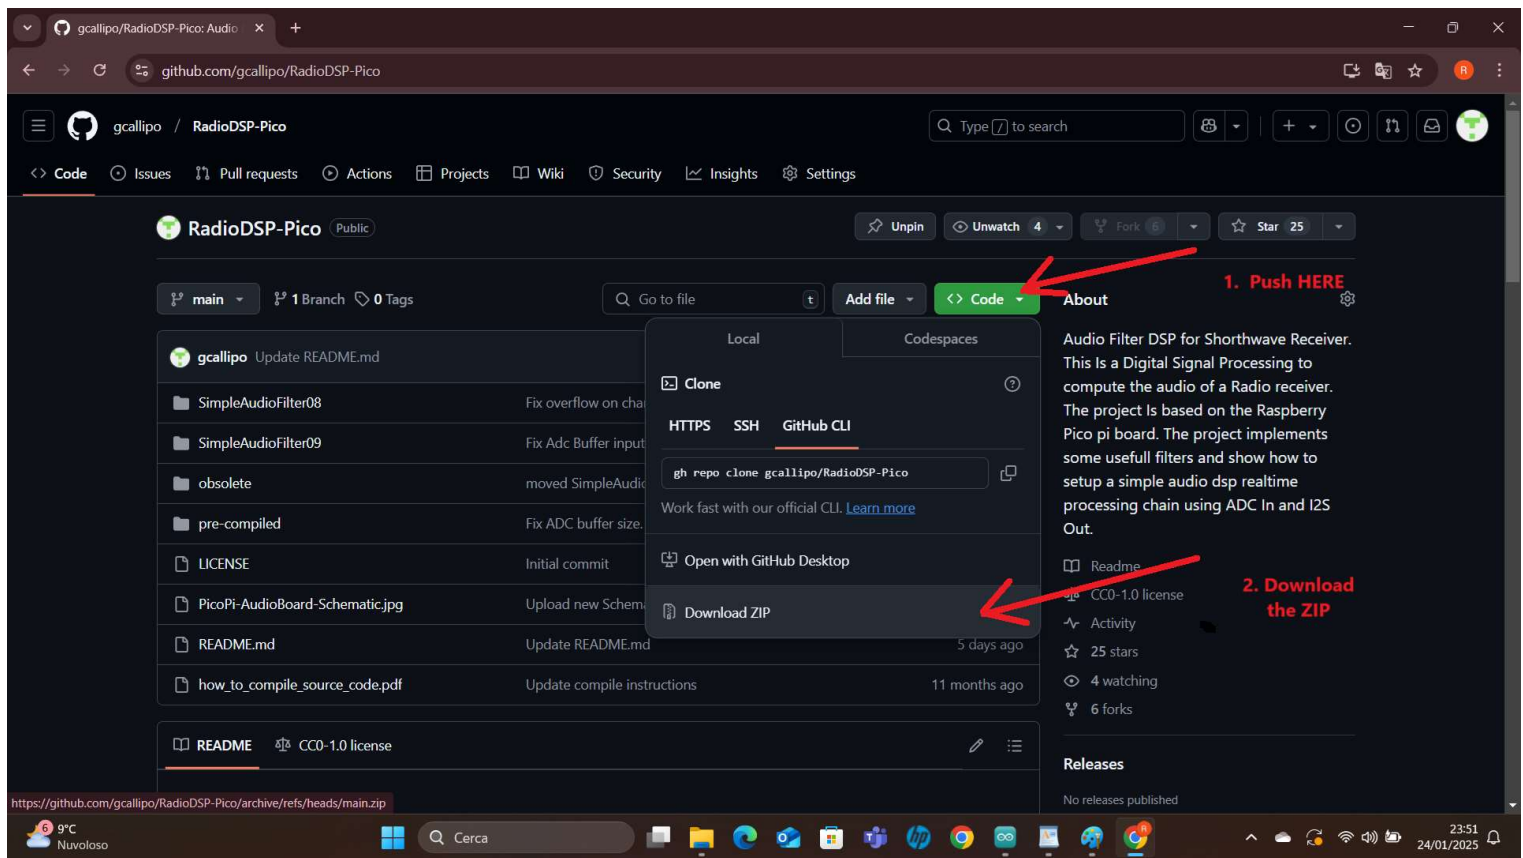 gcallipo/RadioDSP-Pico: Audio
github.com/gcallipo/RadioDSP-Pico
R
gcallipo / RadioDSP-Pico
Type / to search
Code
Issues
Pull requests
Actions
Projects
Wiki
Security
Insights
Settings
RadioDSP-Pico Public
Unpin
Unwatch 4
Fork 6
Star 25
main
1 Branch
0 Tags
Go to file t
Add file
Code
1. Push HERE
About
gcallipo Update README.md
SimpleAudioFilter08 Fix overflow on cha
SimpleAudioFilter09 Fix Adc Buffer input
obsolete moved SimpleAudio
pre-compiled Fix ADC buffer size.
LICENSE Initial commit
PicoPi-AudioBoard-Schematic.jpg Upload new Schem
README.md Update README.md 5 days ago
how_to_compile_source_code.pdf Update compile instructions 11 months ago
Local
Codespaces
Clone
HTTPS SSH GitHub CLI
gh repo clone gcallipo/RadioDSP-Pico
Work fast with our official CLI. Learn more
Open with GitHub Desktop
Download ZIP
Audio Filter DSP for Shortwave Receiver.
This Is a Digital Signal Processing to
compute the audio of a Radio receiver.
The project Is based on the Raspberry
Pico pi board. The project implements
some usefull filters and show how to
setup a simple audio dsp realtime
processing chain using ADC In and I2S
Out.
Readme
CC0-1.0 license
Activity
25 stars
4 watching
6 forks
2. Download
the ZIP
README
CC0-1.0 license
Releases
No releases published
https://github.com/gcallipo/RadioDSP-Pico/archive/refs/heads/main.zip
6
9°C
Nuvoloso
Cerca
23:51
24/01/2025